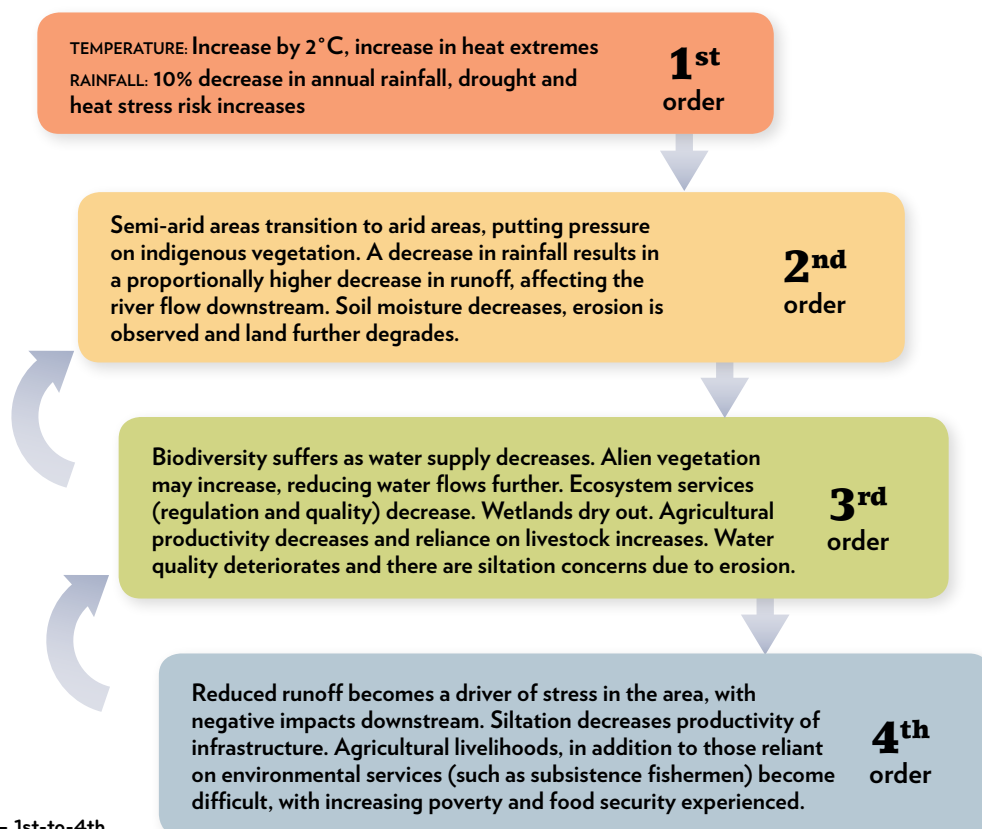 TEMPERATURE: Increase by 2°C, increase in heat extremes
RAINFALL: 10% decrease in annual rainfall, drought and
heat stress risk increases
1st
order
Semi-arid areas transition to arid areas, putting pressure
on indigenous vegetation. A decrease in rainfall results in
a proportionally higher decrease in runoff, affecting the
river flow downstream. Soil moisture decreases, erosion is
observed and land further degrades.
2nd
order
Biodiversity suffers as water supply decreases. Alien vegetation
may increase, reducing water flows further. Ecosystem services
(regulation and quality) decrease. Wetlands dry out. Agricultural
productivity decreases and reliance on livestock increases. Water
quality deteriorates and there are siltation concerns due to erosion.
3rd
order
Reduced runoff becomes a driver of stress in the area, with
negative impacts downstream. Siltation decreases productivity of
infrastructure. Agricultural livelihoods, in addition to those reliant
on environmental services (such as subsistence fishermen) become
difficult, with increasing poverty and food security experienced.
4th
order
– 1st-to-4th